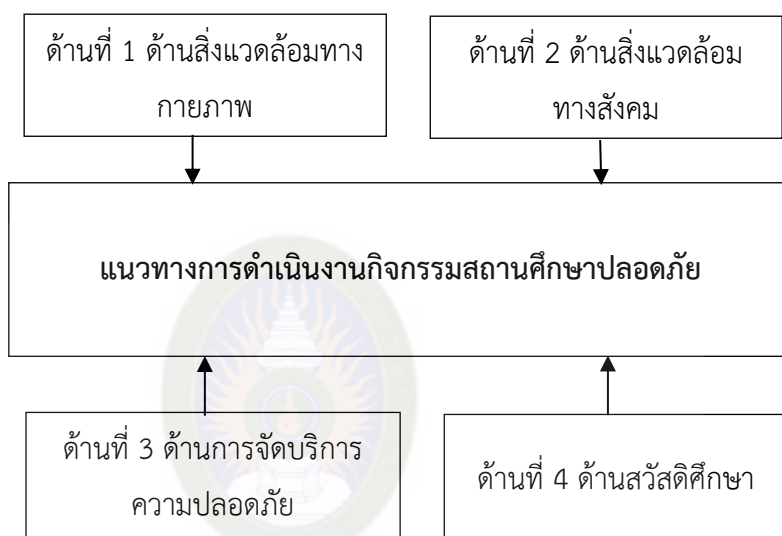 ด้านที่ 1 ด้านสิ่งแวดล้อมทาง
กายภาพ
ด้านที่ 2 ด้านสิ่งแวดล้อม
ทางสังคม
แนวทางการดำเนินงานกิจกรรมสถานศึกษาปลอดภัย
ด้านที่ 3 ด้านการจัดบริการ
ความปลอดภัย
ด้านที่ 4 ด้านสวัสดิศึกษา